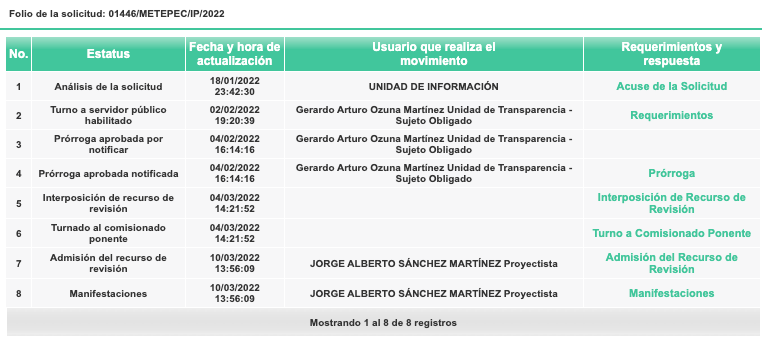 Folio de la solicitud: 01446/METEPEC/IP/2022
No. Estatus Fecha y hora de actualización Usuario que realiza el movimiento Requerimientos y respuesta
1 Análisis de la solicitud 18/01/2022 23:42:30 UNIDAD DE INFORMACIÓN Acuse de la Solicitud
2 Turno a servidor público habilitado 02/02/2022 19:20:39 Gerardo Arturo Ozuna Martínez Unidad de Transparencia - Sujeto Obligado Requerimientos
3 Prórroga aprobada por notificar 04/02/2022 16:14:16 Gerardo Arturo Ozuna Martínez Unidad de Transparencia - Sujeto Obligado
4 Prórroga aprobada notificada 04/02/2022 16:14:16 Gerardo Arturo Ozuna Martínez Unidad de Transparencia - Sujeto Obligado Prórroga
5 Interposición de recurso de revisión 04/03/2022 14:21:52 Interposición de Recurso de Revisión
6 Turnado al comisionado ponente 04/03/2022 14:21:52 Turno a Comisionado Ponente
7 Admisión del recurso de revisión 10/03/2022 13:56:09 JORGE ALBERTO SÁNCHEZ MARTÍNEZ Proyectista Admisión del Recurso de Revisión
8 Manifestaciones 10/03/2022 13:56:09 JORGE ALBERTO SÁNCHEZ MARTÍNEZ Proyectista Manifestaciones
Mostrando 1 al 8 de 8 registros